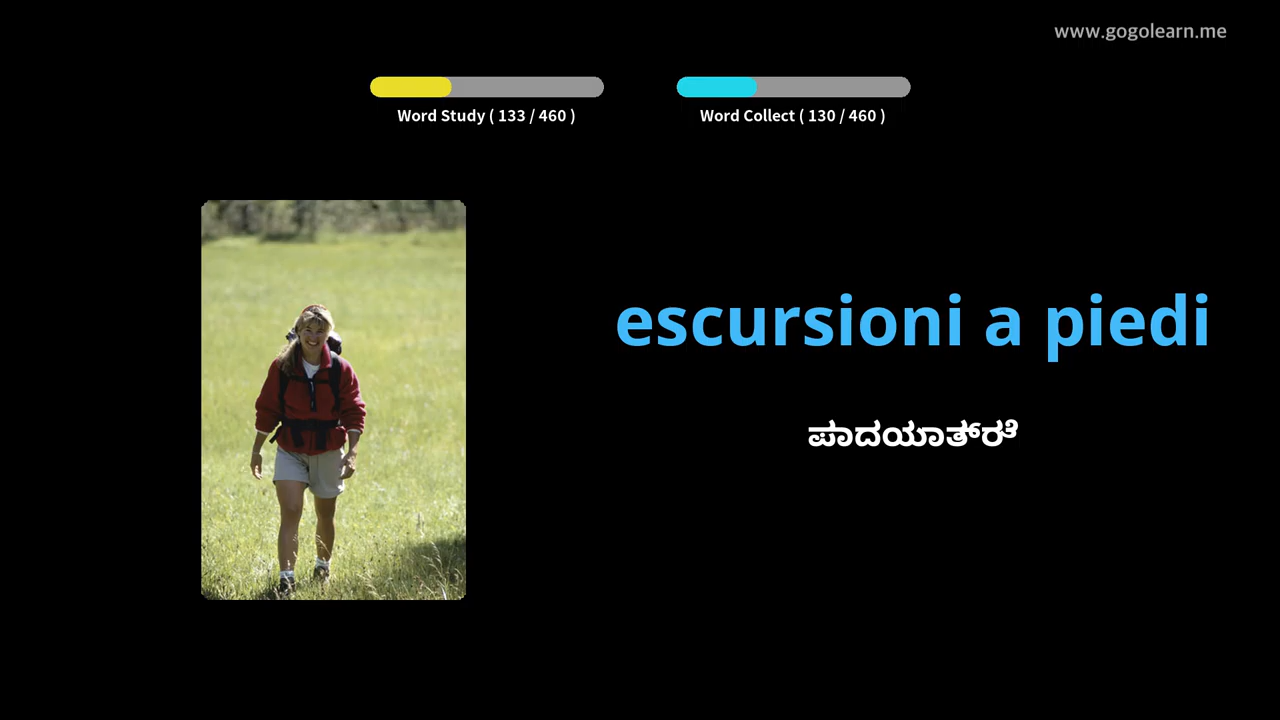 www.gogolearn.me
Word Study ( 133 / 460 )
Word Collect ( 130 / 460 )
escursioni a piedi
ಪಾದಯಾತ್ರೆ